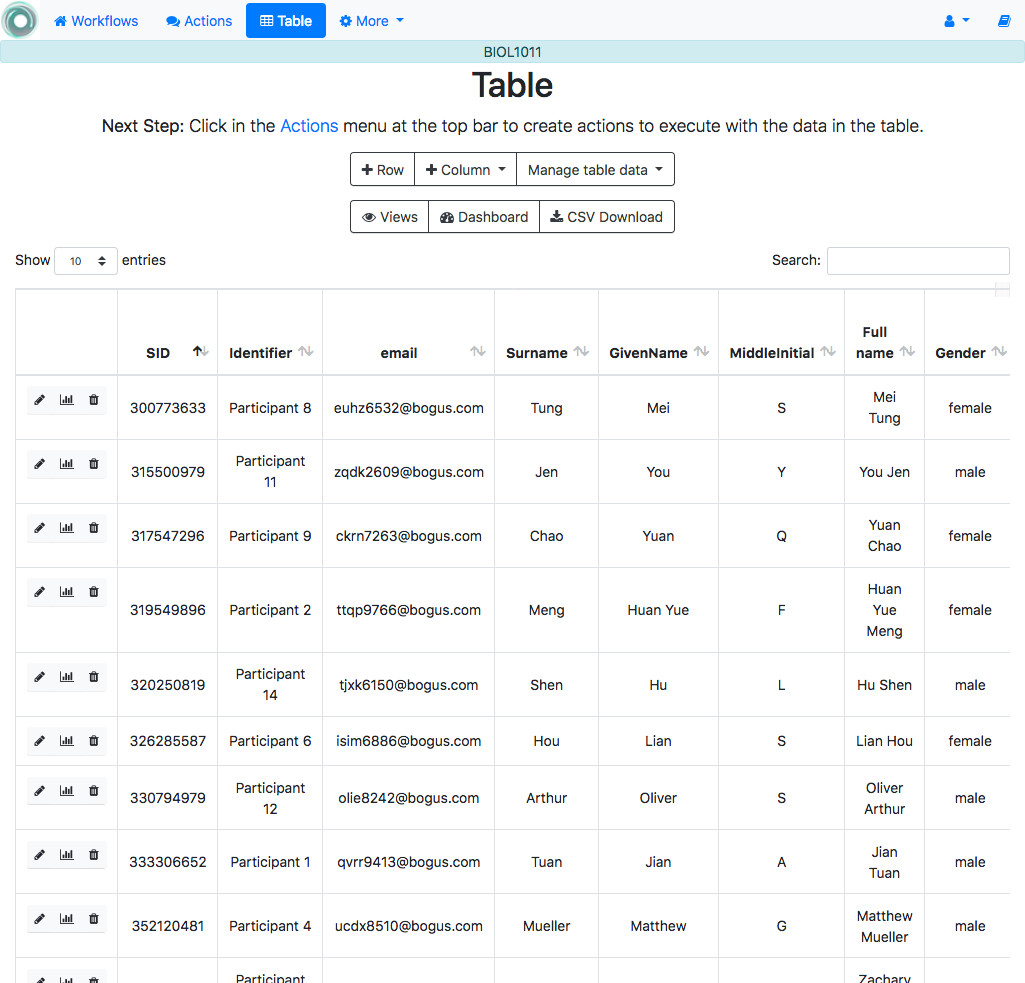 Workflows Actions Table More
BIOL1011
Table
Next Step: Click in the Actions menu at the top bar to create actions to execute with the data in the table.
Row Column Manage table data
Views Dashboard CSV Download
Show 10 entries Search:
SID Identifier email Surname GivenName MiddleInitial Full name Gender
300773633 Participant 8 euhz6532@bogus.com Tung Mei S Mei Tung female
315500979 Participant 11 zqdk2609@bogus.com Jen You Y You Jen male
317547296 Participant 9 ckrn7263@bogus.com Chao Yuan Q Yuan Chao female
319549896 Participant 2 ttqp9766@bogus.com Meng Huan Yue F Huan Yue Meng female
320250819 Participant 14 tjxk6150@bogus.com Shen Hu L Hu Shen male
326285587 Participant 6 isim6886@bogus.com Hou Lian S Lian Hou female
330794979 Participant 12 olie8242@bogus.com Arthur Oliver S Oliver Arthur male
333306652 Participant 1 qvrr9413@bogus.com Tuan Jian A Jian Tuan male
352120481 Participant 4 ucdx8510@bogus.com Mueller Matthew G Matthew Mueller male
Participant Zachary